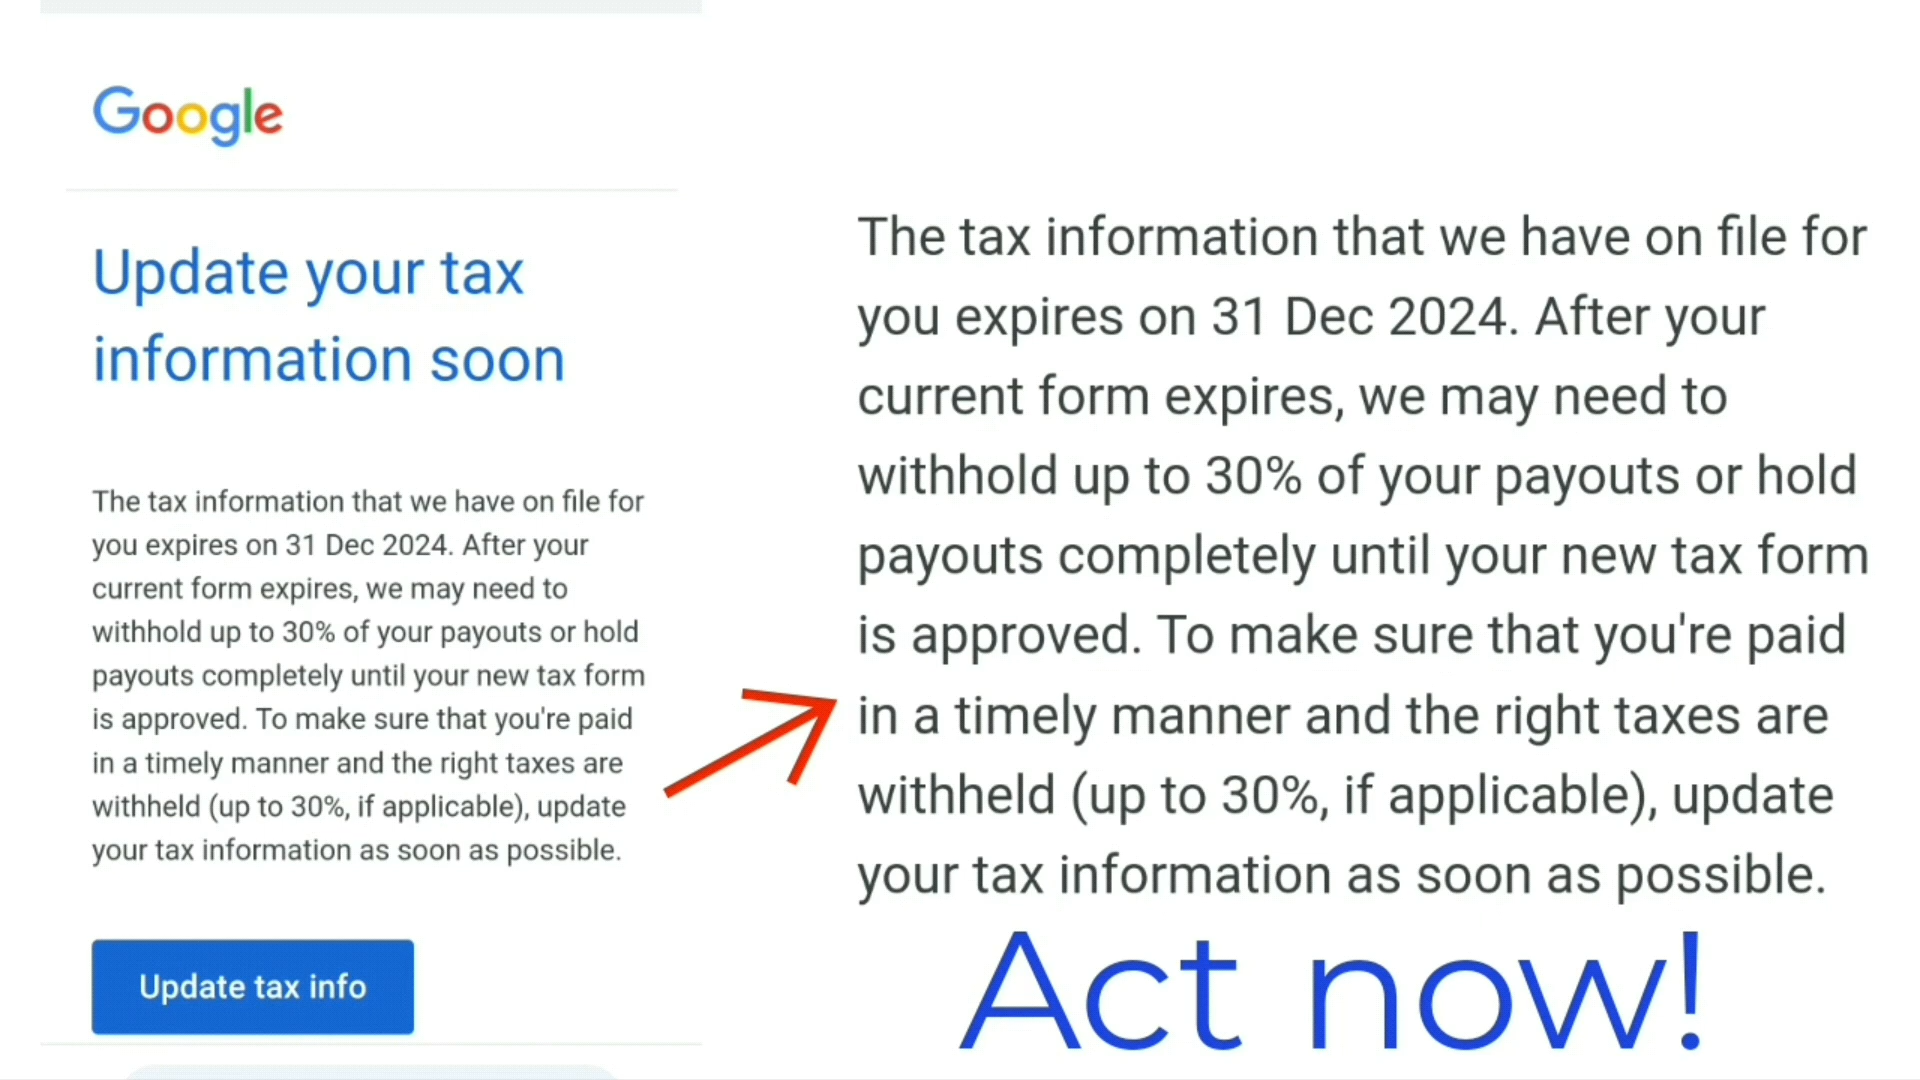 Google
Update your tax
information soon
The tax information that we have on file for
you expires on 31 Dec 2024. After your
current form expires, we may need to
withhold up to 30% of your payouts or hold
payouts completely until your new tax form
is approved. To make sure that you're paid
in a timely manner and the right taxes are
withheld (up to 30%, if applicable), update
your tax information as soon as possible.
Update tax info
The tax information that we have on file for
you expires on 31 Dec 2024. After your
current form expires, we may need to
withhold up to 30% of your payouts or hold
payouts completely until your new tax form
is approved. To make sure that you're paid
in a timely manner and the right taxes are
withheld (up to 30%, if applicable), update
your tax information as soon as possible.
Act now!